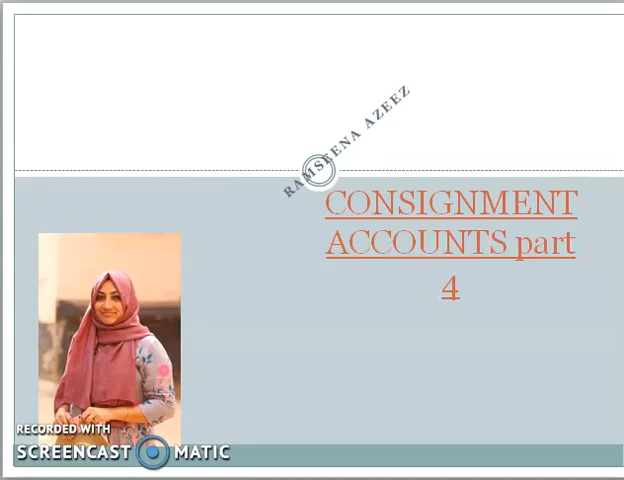 RAMSEENA AZEEZ
CONSIGNMENT
ACCOUNTS part
4
RECORDED WITH
SCREENCAST MATIC